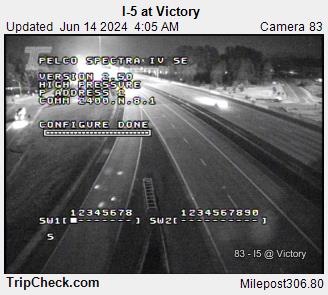 I-5 at Victory
Updated Jun 14 2024 4:05 AM Camera 83
PELCO SPECTRA IV SE
VERSION 2.50
HIGH PRESSURE
P ADDRESS 2
COMM 2400,N,8,1
CONFIGURE DONE
12345678 1234567890
SW1[ ] SW2[ ]
S
83 - I5 @ Victory
TripCheck.com Milepost306.80